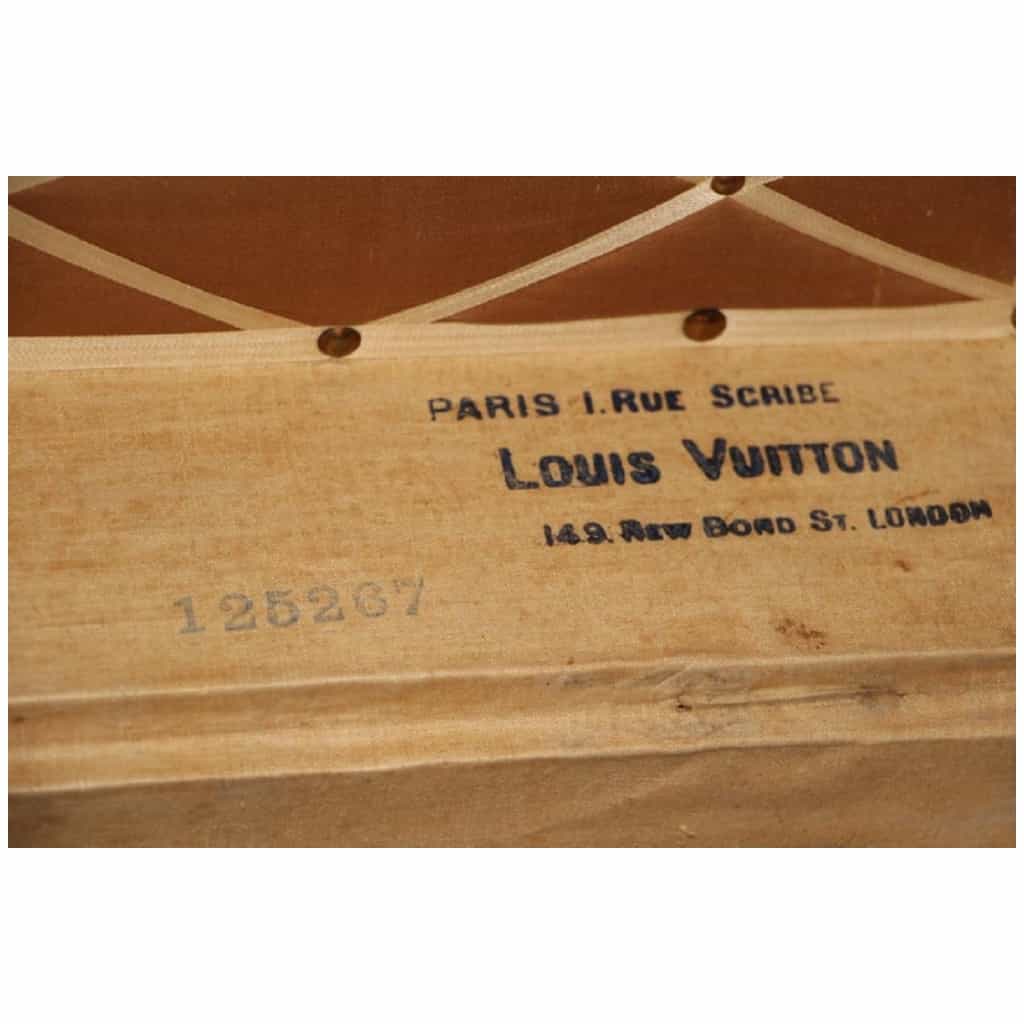 PARIS 1. RUE SCRIBE
LOUIS VUITTON
149. NEW BOND ST. LONDON
125267